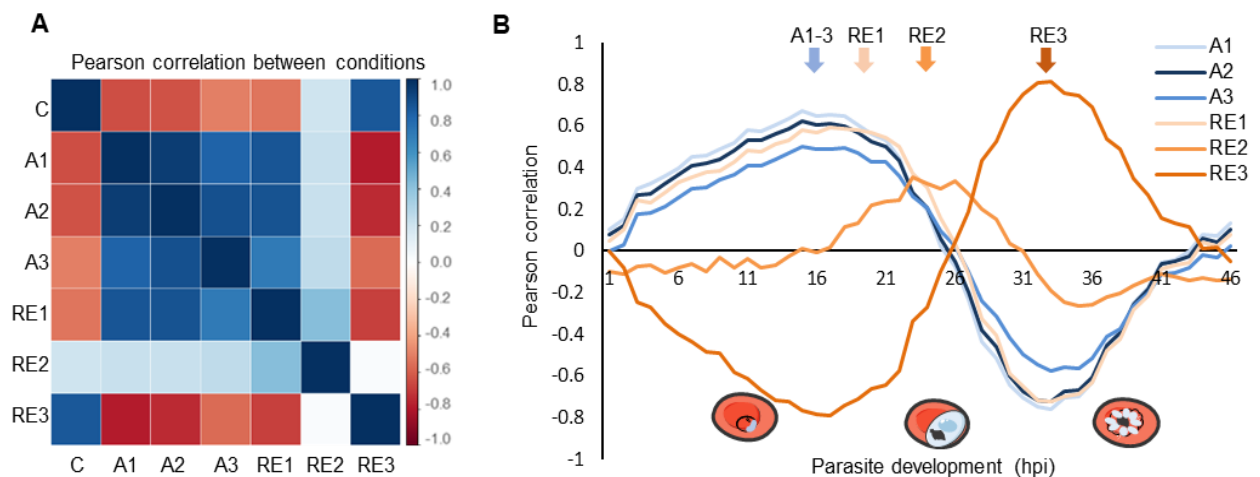 A
Pearson correlation between conditions
C
A1
A2
A3
RE1
RE2
RE3
C A1 A2 A3 RE1 RE2 RE3
1.0
0.8
0.6
0.4
0.2
0.0
-0.2
-0.4
-0.6
-0.8
-1.0
B
A1-3 RE1 RE2 RE3
Pearson correlation
1
0.8
0.6
0.4
0.2
0
-0.2
-0.4
-0.6
-0.8
-1
1 6 11 16 21 26 31 36 41 46
Parasite development (hpi)
A1
A2
A3
RE1
RE2
RE3